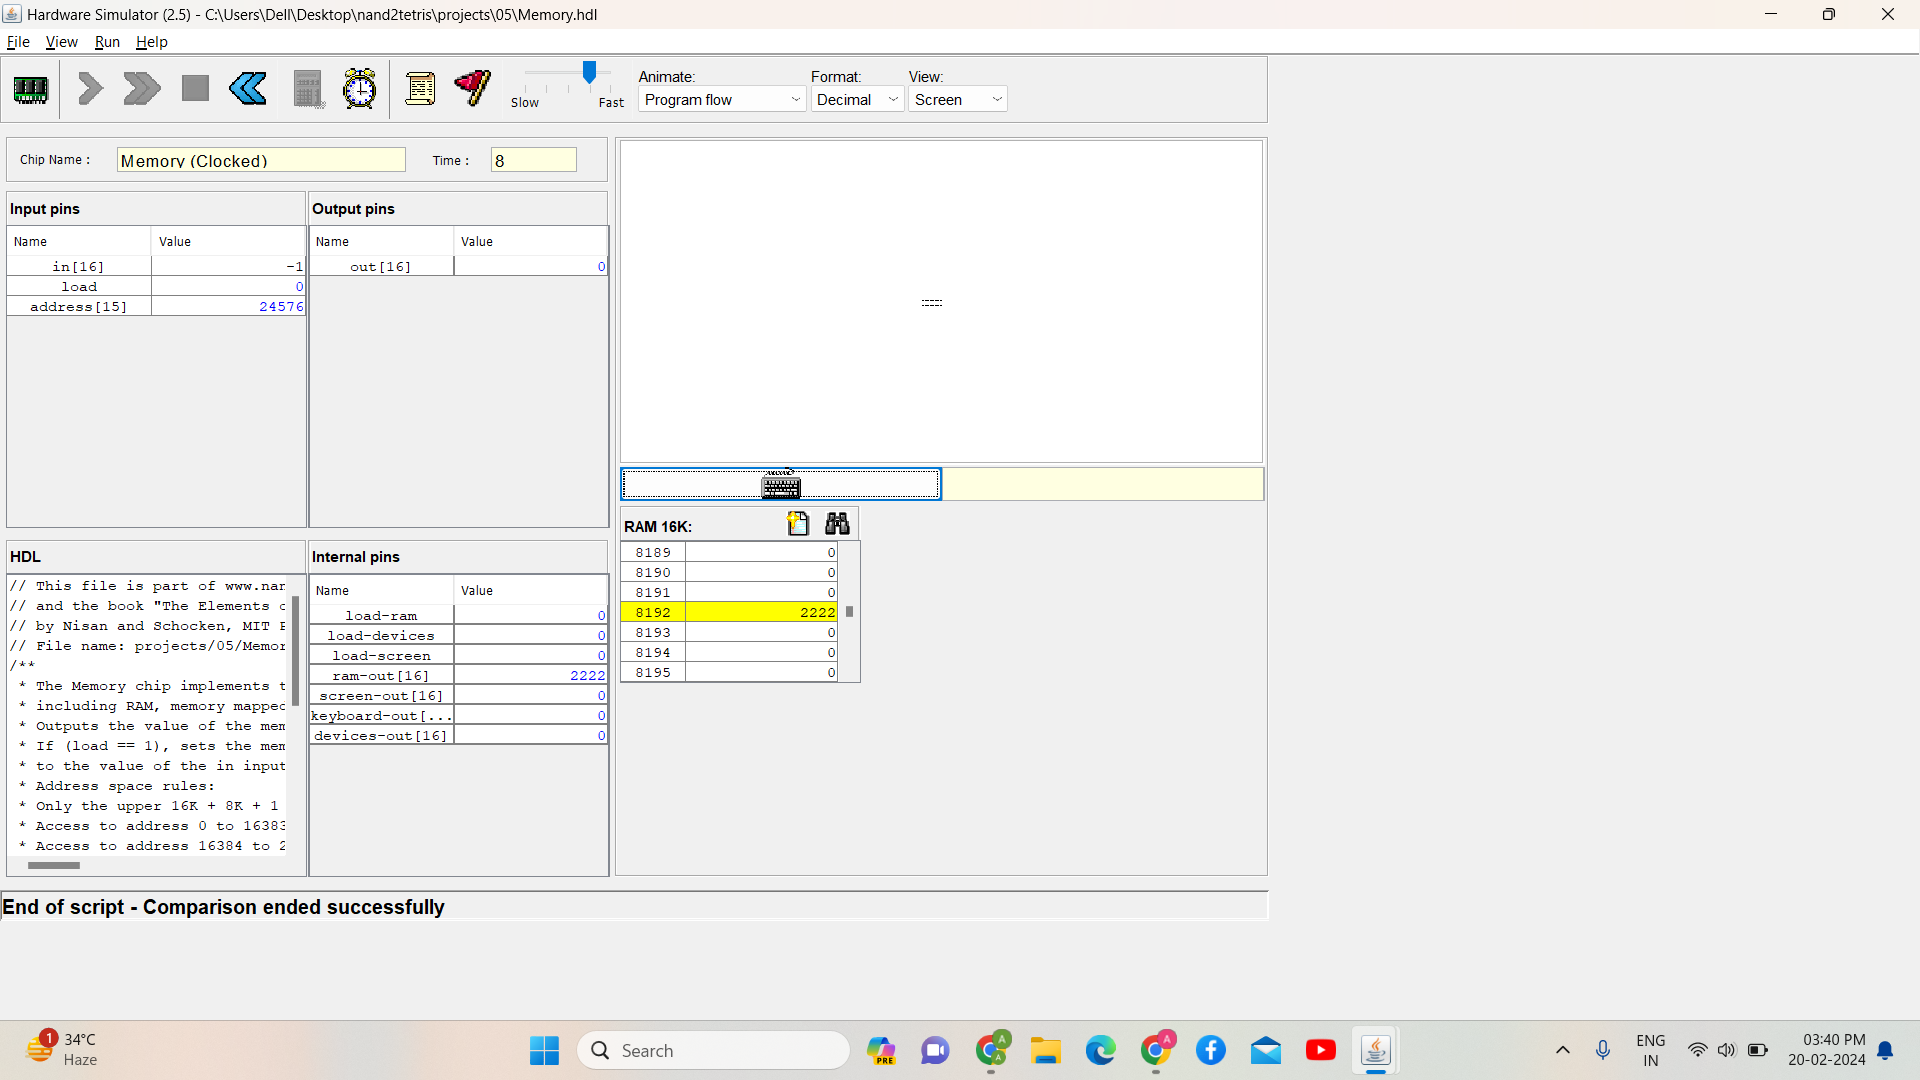 Hardware Simulator (2.5) - C:\Users\Dell\Desktop\nand2tetris\projects\05\Memory.hdl
File View Run Help
Animate: Format: View:
Slow Fast Program flow Decimal Screen
Chip Name : Memory (Clocked) Time : 8
Input pins
Name Value
in[16] -1
load 0
address[15] 24576
Output pins
Name Value
out[16] 0
RAM 16K:
8189 0
8190 0
8191 0
8192 2222
8193 0
8194 0
8195 0
HDL
// This file is part of www.nan
// and the book "The Elements o
// by Nisan and Schocken, MIT P
// File name: projects/05/Memor
/**
* The Memory chip implements t
* including RAM, memory mapped
* Outputs the value of the mem
* If (load == 1), sets the mem
* to the value of the in input
* Address space rules:
* Only the upper 16K + 8K + 1
* Access to address 0 to 16383
* Access to address 16384 to 2
Internal pins
Name Value
load-ram 0
load-devices 0
load-screen 0
ram-out[16] 2222
screen-out[16] 0
keyboard-out[... 0
devices-out[16] 0
End of script - Comparison ended successfully
1
34°C
Haze
Search
PRE
A
A
A
ENG
IN
03:40 PM
20-02-2024